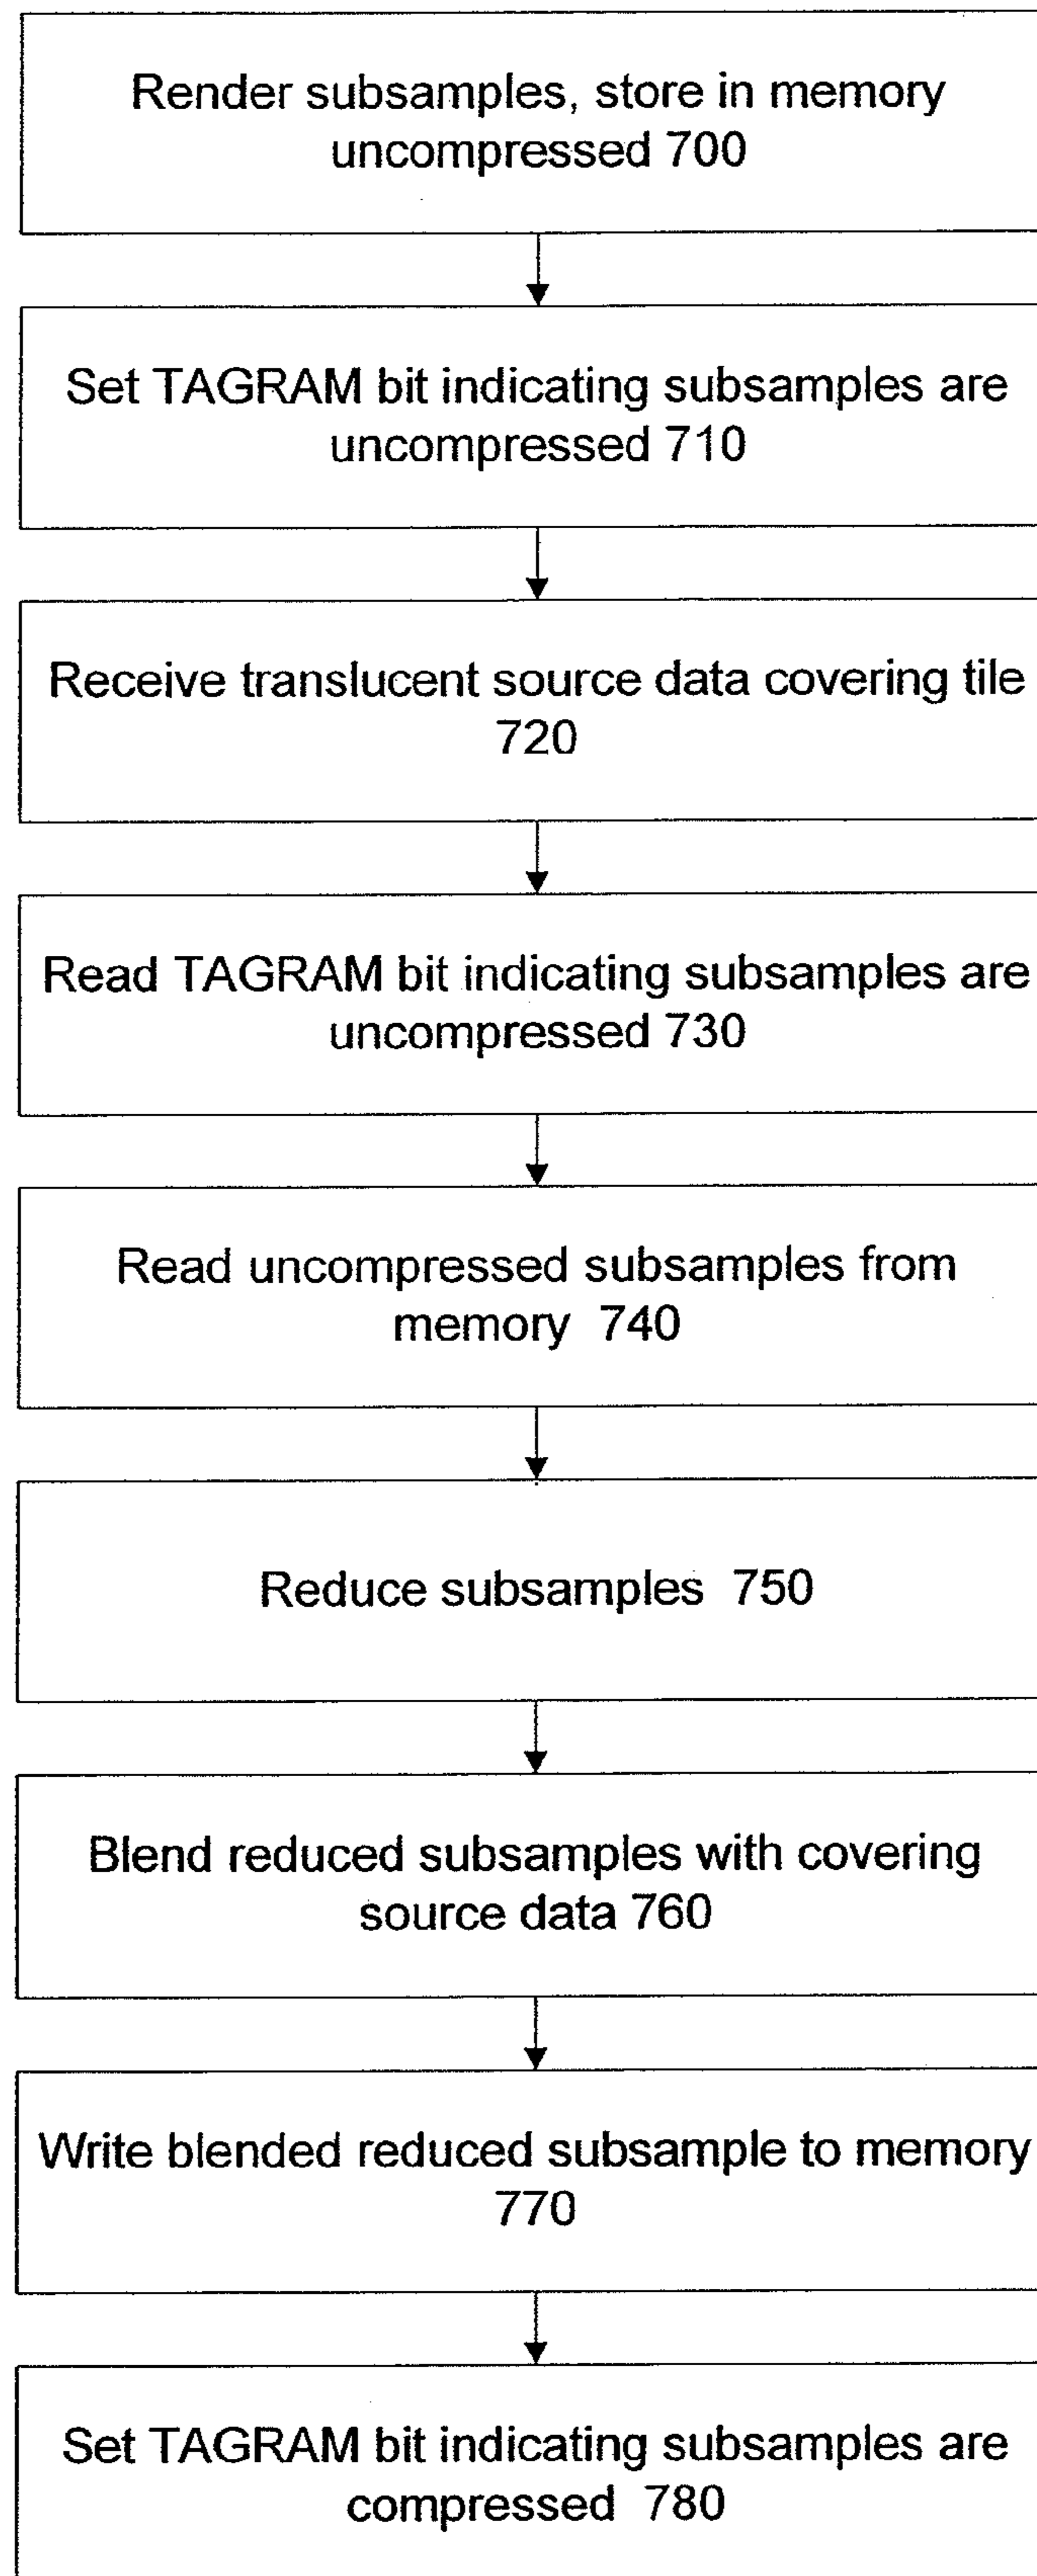 Render subsamples, store in memory
uncompressed 700
Set TAGRAM bit indicating subsamples are
uncompressed 710
Receive translucent source data covering tile
720
Read TAGRAM bit indicating subsamples are
uncompressed 730
Read uncompressed subsamples from
memory 740
Reduce subsamples 750
Blend reduced subsamples with covering
source data 760
Write blended reduced subsample to memory
770
Set TAGRAM bit indicating subsamples are
compressed 780